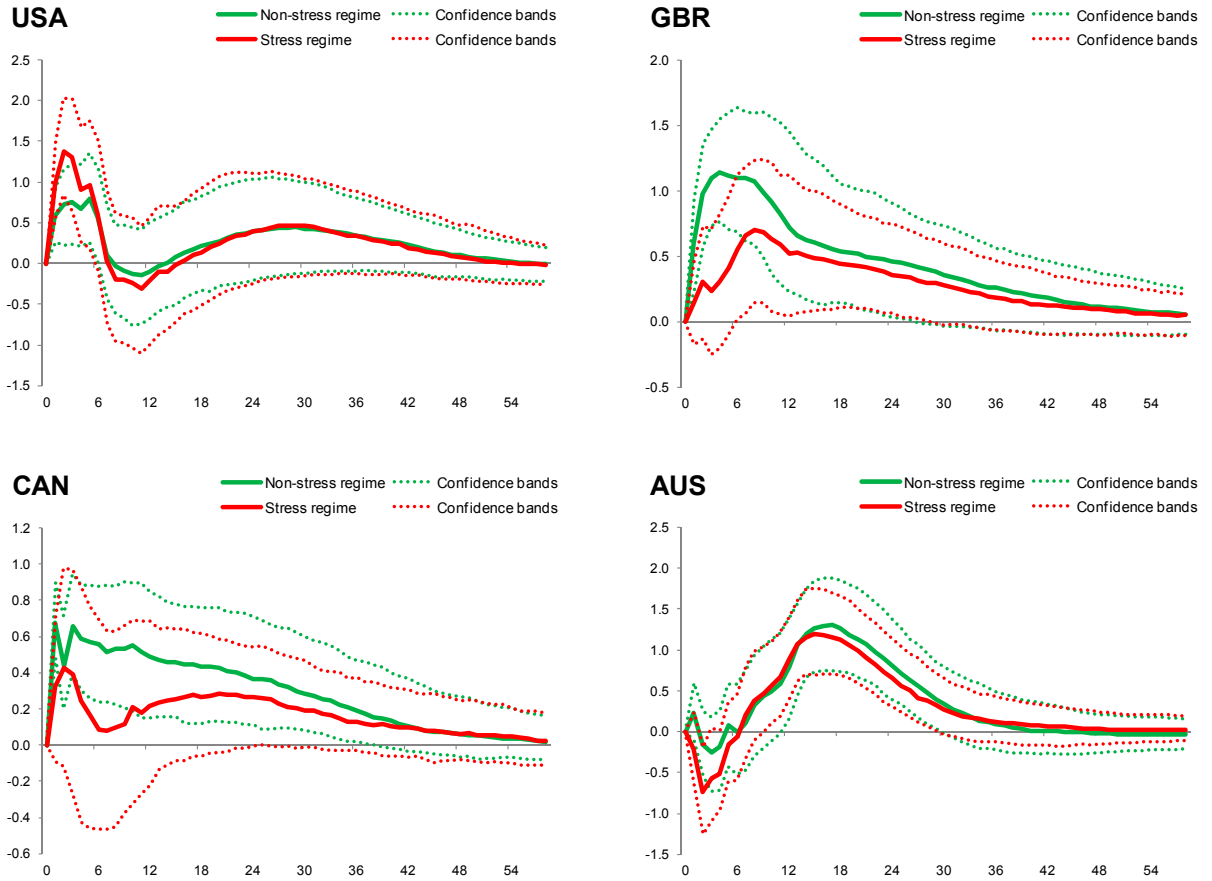 USA
Non-stress regime Confidence bands
Stress regime Confidence bands
2.5
2.0
1.5
1.0
0.5
0.0
-0.5
-1.0
-1.5
0 6 12 18 24 30 36 42 48 54
GBR
Non-stress regime Confidence bands
Stress regime Confidence bands
2.0
1.5
1.0
0.5
0.0
-0.5
0 6 12 18 24 30 36 42 48 54
CAN
Non-stress regime Confidence bands
Stress regime Confidence bands
1.2
1.0
0.8
0.6
0.4
0.2
0.0
-0.2
-0.4
-0.6
0 6 12 18 24 30 36 42 48 54
AUS
Non-stress regime Confidence bands
Stress regime Confidence bands
2.5
2.0
1.5
1.0
0.5
0.0
-0.5
-1.0
-1.5
0 6 12 18 24 30 36 42 48 54